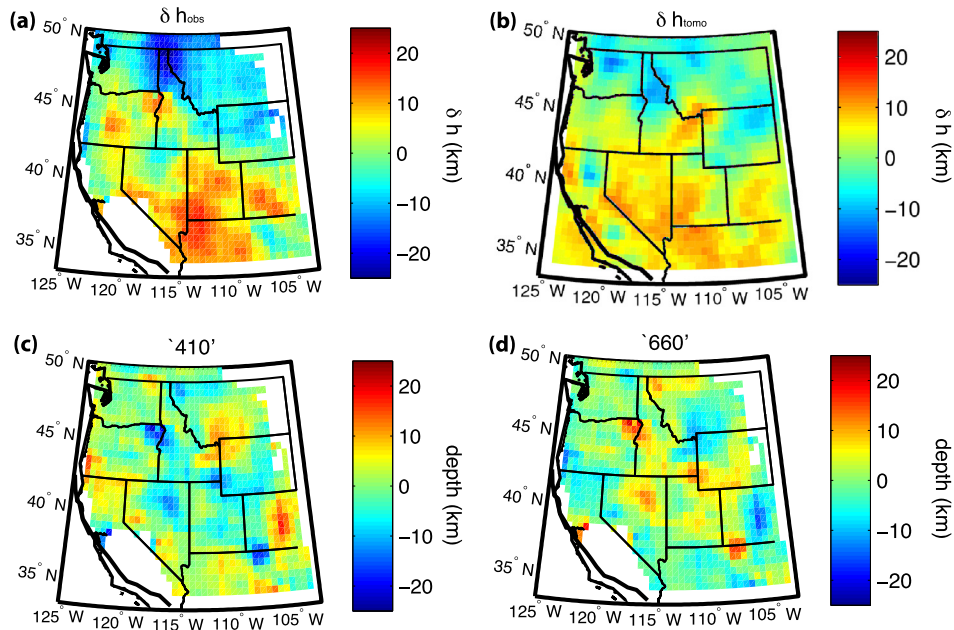 (a)
δ hobs
50° N
45° N
40° N
35° N
125° W
120° W
115° W
110° W
105° W
20
10
0
−10
−20
δ h (km)
(b)
δ htomo
50° N
45° N
40° N
35° N
125° W
120° W
115° W
110° W
105° W
20
10
0
−10
−20
δ h (km)
(c)
`410'
50° N
45° N
40° N
35° N
125° W
120° W
115° W
110° W
105° W
20
10
0
−10
−20
depth (km)
(d)
`660'
50° N
45° N
40° N
35° N
125° W
120° W
115° W
110° W
105° W
20
10
0
−10
−20
depth (km)